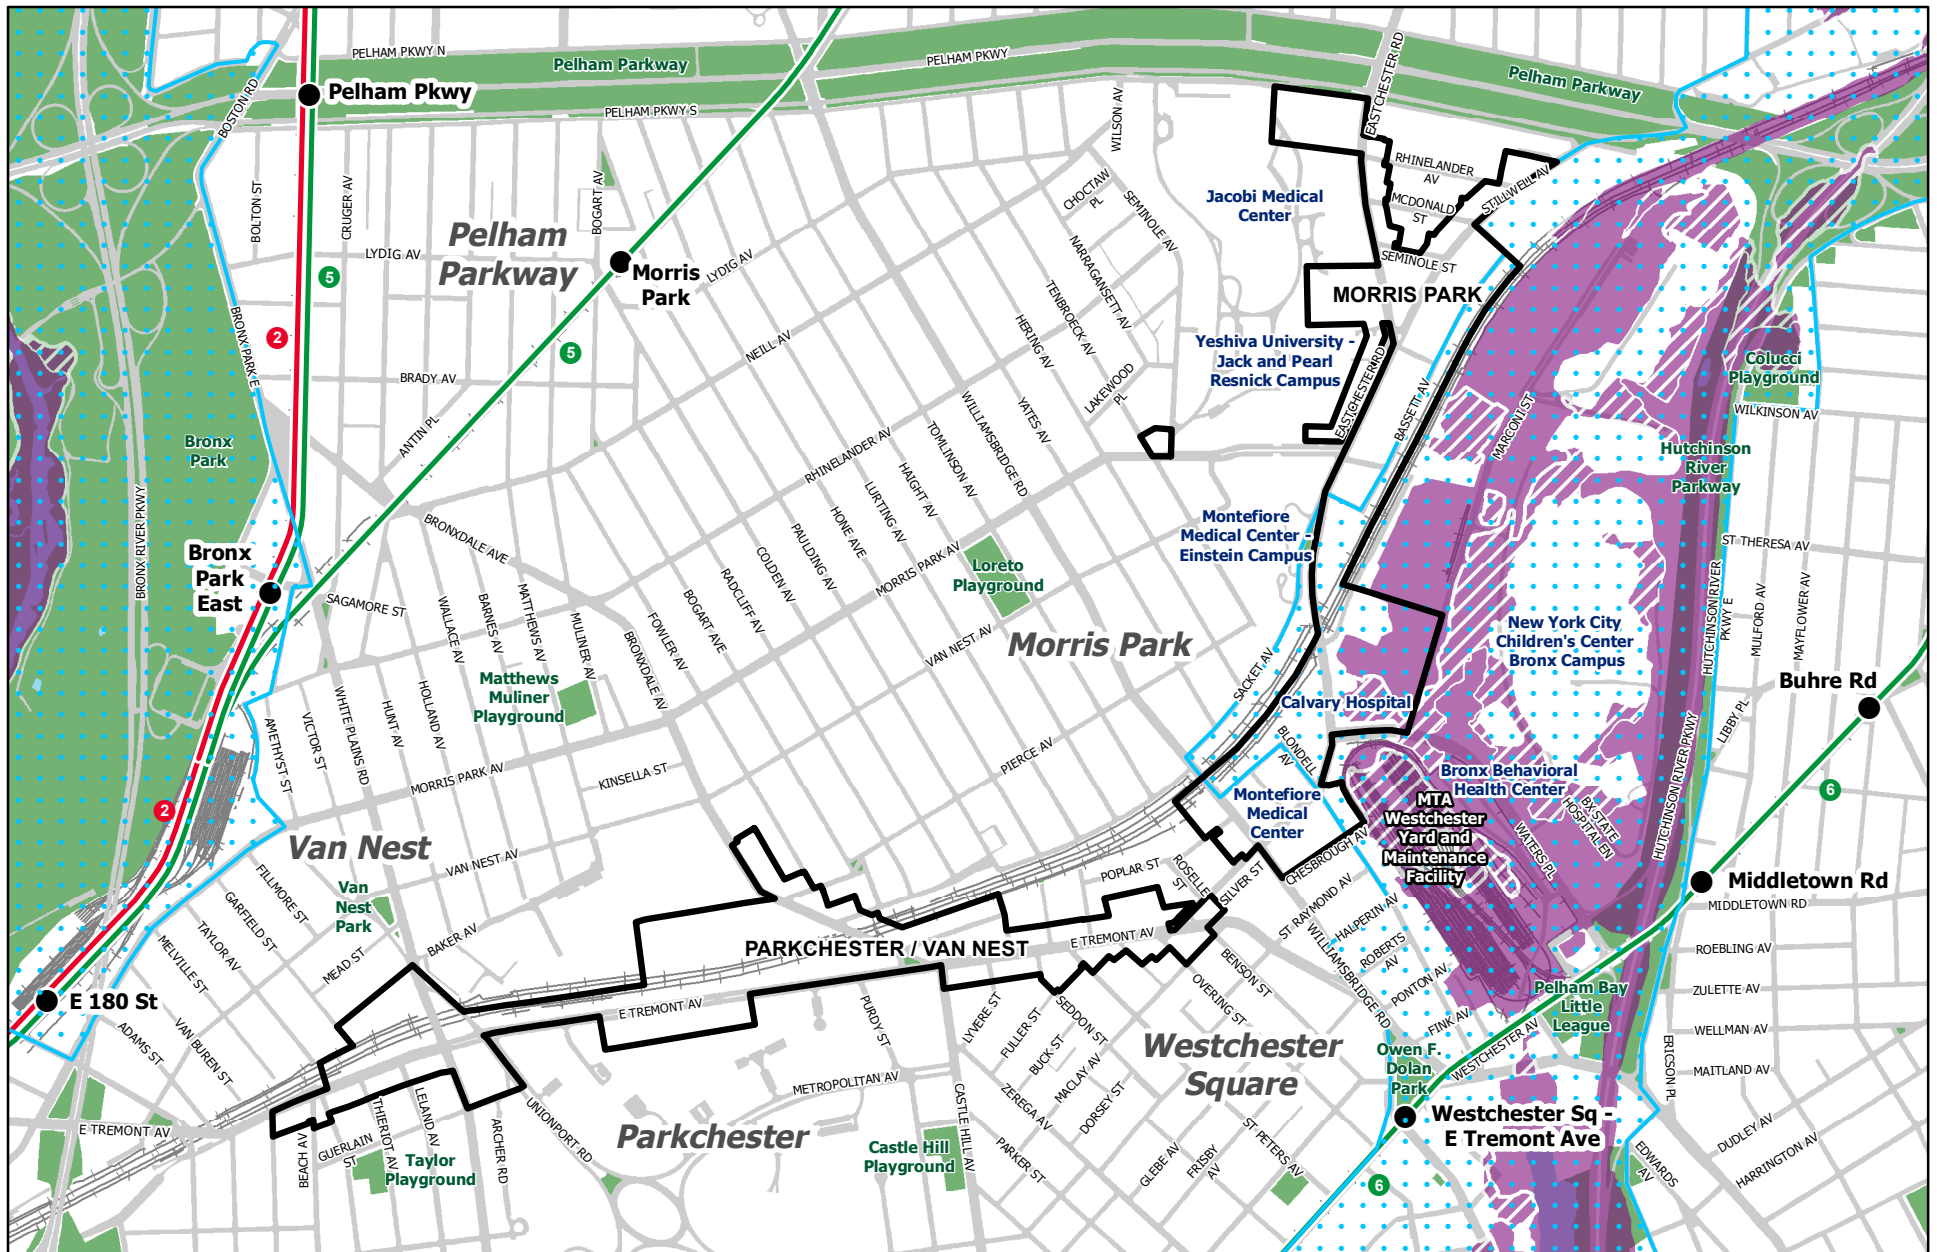 PELHAM PKWY N
Pelham Parkway
PELHAM PKWY
Pelham Parkway
EASTCHESTER RD
BOSTON RD
Pelham Pkwy
PELHAM PKWY S
WILSON AV
RHINELANDER
AV
MCDONALD
ST
STILLWELL AV
CHOCTAW
PL
SEMINOLE AV
Jacobi Medical
Center
BOLTON ST
CRUGER AV
BOGART AV
Pelham
Parkway
LYDIG AV
LYDIG AV
Morris
Park
NARRAGANSETT AV
SEMINOLE ST
5
MORRIS PARK
TENBROECK AV
HERING AV
BRONX PARK E
2
5
NEILL AV
Yeshiva University -
Jack and Pearl
Resnick Campus
EASTCHESTER RD
BASSETT AV
Colucci
Playground
BRADY AV
LAKEWOOD
PL
WILLIAMSBRIDGE RD
YATES AV
MARCONI ST
WILKINSON AV
ANTIN PL
Bronx
Park
RHINELANDER AV
TOMLINSON AV
HAIGHT AV
LURTING AV
HONE AVE
PAULDING AV
COLDEN AV
RADCLIFF AV
BOGART AVE
FOWLER AV
Hutchinson
River
Parkway
BRONX RIVER PKWY
BRONXDALE AVE
Montefiore
Medical Center -
Einstein Campus
MORRIS PARK AV
Loreto
Playground
ST THERESA AV
Bronx
Park
East
SAGAMORE ST
WALLACE AV
BARNES AV
MATTHEWS AV
MULINER AV
BRONXDALE AV
HUTCHINSON RIVER
PKWY E
MULFORD AV
MAYFLOWER AV
VAN NEST AV
Morris Park
New York City
Children's Center
Bronx Campus
SACKET AV
Matthews
Muliner
Playground
Buhre Rd
Calvary Hospital
LIBBY PL
AMETHYST ST
VICTOR ST
WHITE PLAINS RD
HUNT AV
HOLLAND AV
BLONDELL
AV
HUTCHINSON RIVER PKWY
PIERCE AV
MORRIS PARK AV
KINSELLA ST
Bronx Behavioral
Health Center
BX STATE
HOSPITAL EN
6
2
Montefiore
Medical
Center
MTA
Westchester
Yard and
Maintenance
Facility
WATERS PL
CHESBROUGH AV
Van Nest
VAN NEST AV
POPLAR ST
ROSELLE
ST
SILVER ST
FILLMORE ST
Van
Nest
Park
GARFIELD ST
TAYLOR AV
MELVILLE ST
MEAD ST
BAKER AV
ST RAYMOND AV
HALPERIN AV
Middletown Rd
MIDDLETOWN RD
PARKCHESTER / VAN NEST
E TREMONT AV
WILLIAMSBRIDGE RD
ROBERTS
AV
ROEBLING AV
BENSON ST
PONTON AV
E 180 St
Pelham Bay
Little
League
ZULETTE AV
OVERING ST
E TREMONT AV
PURDY ST
LYVERE ST
SEDDON ST
FULLER ST
BUCK ST
MACLAY AV
FINK AV
WESTCHESTER AV
WELLMAN AV
ADAMS ST
VAN BUREN ST
Westchester
Square
Owen F.
Dolan
Park
ERICSON PL
MAITLAND AV
METROPOLITAN AV
ZEREGA AV
DORSEY ST
CASTLE HILL AV
THIERIOT AV
LELAND AV
UNIONPORT RD
Westchester Sq -
E Tremont Ave
E TREMONT AV
BEACH AV
GUERLAIN
ST
ARCHER RD
Parkchester
Castle Hill
Playground
Taylor
Playground
PARKER ST
GLEBE AV
FRISBY
AV
ST PETERS AV
6
EDWARDS
AV
DUDLEY AV
HARRINGTON AV